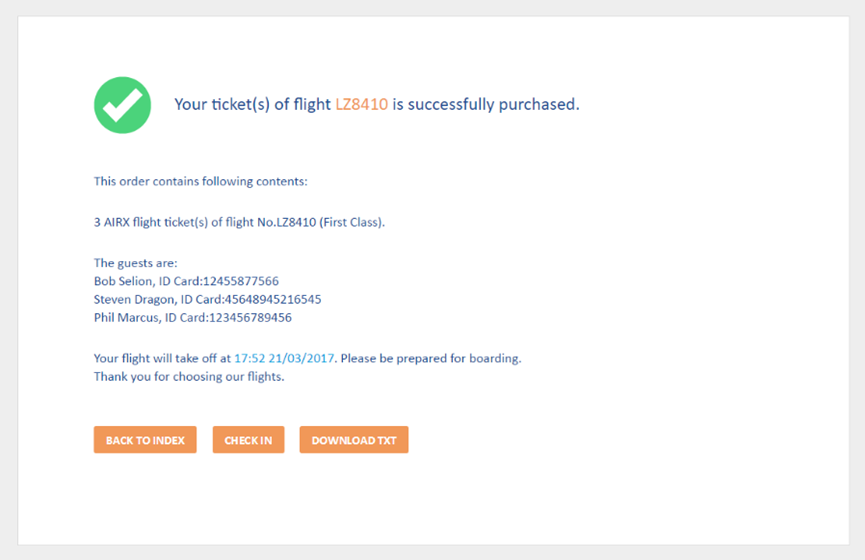 Your ticket(s) of flight LZ8410 is successfully purchased.
This order contains following contents:
3 AIRX flight ticket(s) of flight No.LZ8410 (First Class).
The guests are:
Bob Selion, ID Card:12455877566
Steven Dragon, ID Card:45648945216545
Phil Marcus, ID Card:123456789456
Your flight will take off at 17:52 21/03/2017. Please be prepared for boarding.
Thank you for choosing our flights.
BACK TO INDEX CHECK IN DOWNLOAD TXT